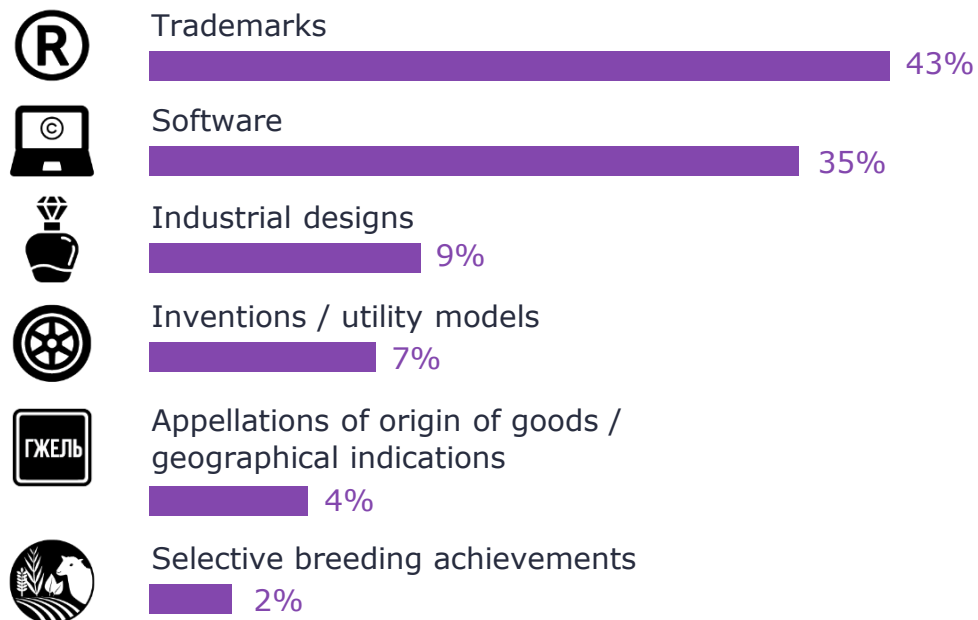 ®
Trademarks
43%
©
Software
35%
Industrial designs
9%
Inventions / utility models
7%
ГЖЕЛЬ
Appellations of origin of goods /
geographical indications
4%
Selective breeding achievements
2%